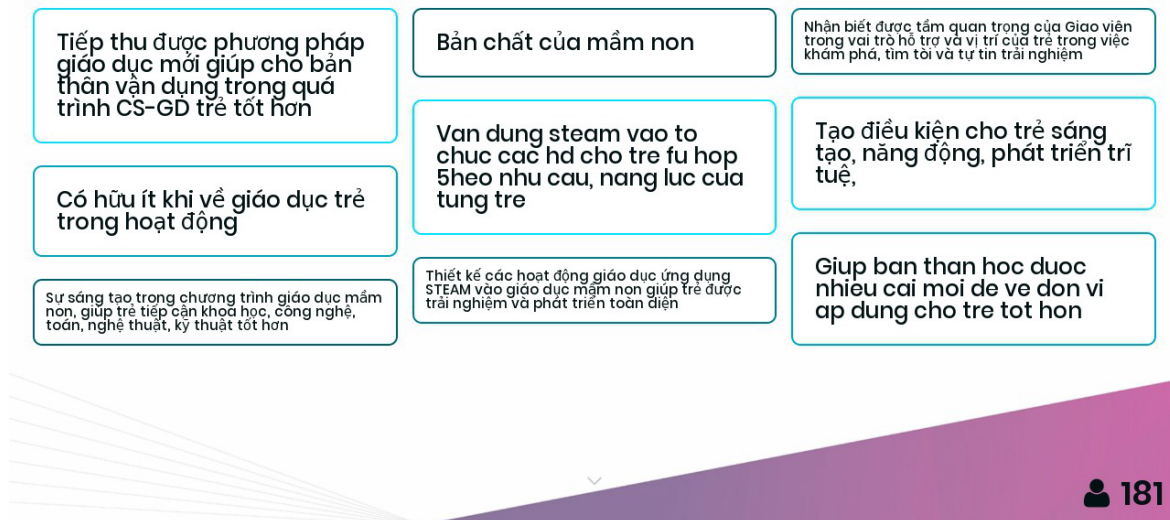 Tiếp thu được phương pháp
giáo dục mới giúp cho bản
thân vận dụng trong quá
trình CS-GD trẻ tốt hơn
Có hữu ít khi về giáo dục trẻ
trong hoạt động
Sự sáng tạo trong chương trình giáo dục mầm
non, giúp trẻ tiếp cận khoa học, công nghệ,
toán, nghệ thuật, kỹ thuật tốt hơn
Bản chất của mầm non
Van dung steam vao to
chuc cac hd cho tre fu hop
5heo nhu cau, nang luc cua
tung tre
Thiết kế các hoạt động giáo dục ứng dụng
STEAM vào giáo dục mầm non giúp trẻ được
trải nghiệm và phát triển toàn diện
Nhận biết được tầm quan trọng của Giao viên
trong vai trò hỗ trợ và vị trí của trẻ trong việc
khám phá, tìm tòi và tự tin trải nghiệm
Tạo điều kiện cho trẻ sáng
tạo, năng động, phát triển trĩ
tuệ,
Giup ban than hoc duoc
nhieu cai moi de ve don vi
ap dung cho tre tot hon
181